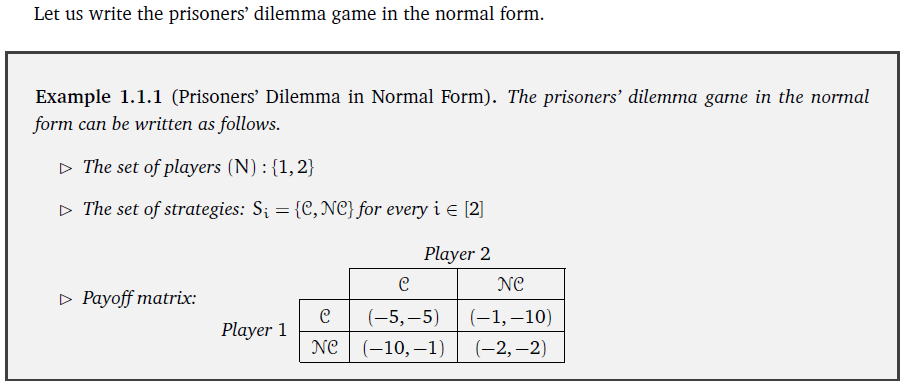 Let us write the prisoners’ dilemma game in the normal form.
Example 1.1.1 (Prisoners’ Dilemma in Normal Form). The prisoners’ dilemma game in the normal
form can be written as follows.
▷ The set of players (N) : {1, 2}
▷ The set of strategies: Sᵢ = {𝒞, 𝒩𝒞} for every i ∈ [2]
Player 2
𝒞 𝒩𝒞
▷ Payoff matrix:
Player 1
𝒞 (−5, −5) (−1, −10)
𝒩𝒞 (−10, −1) (−2, −2)